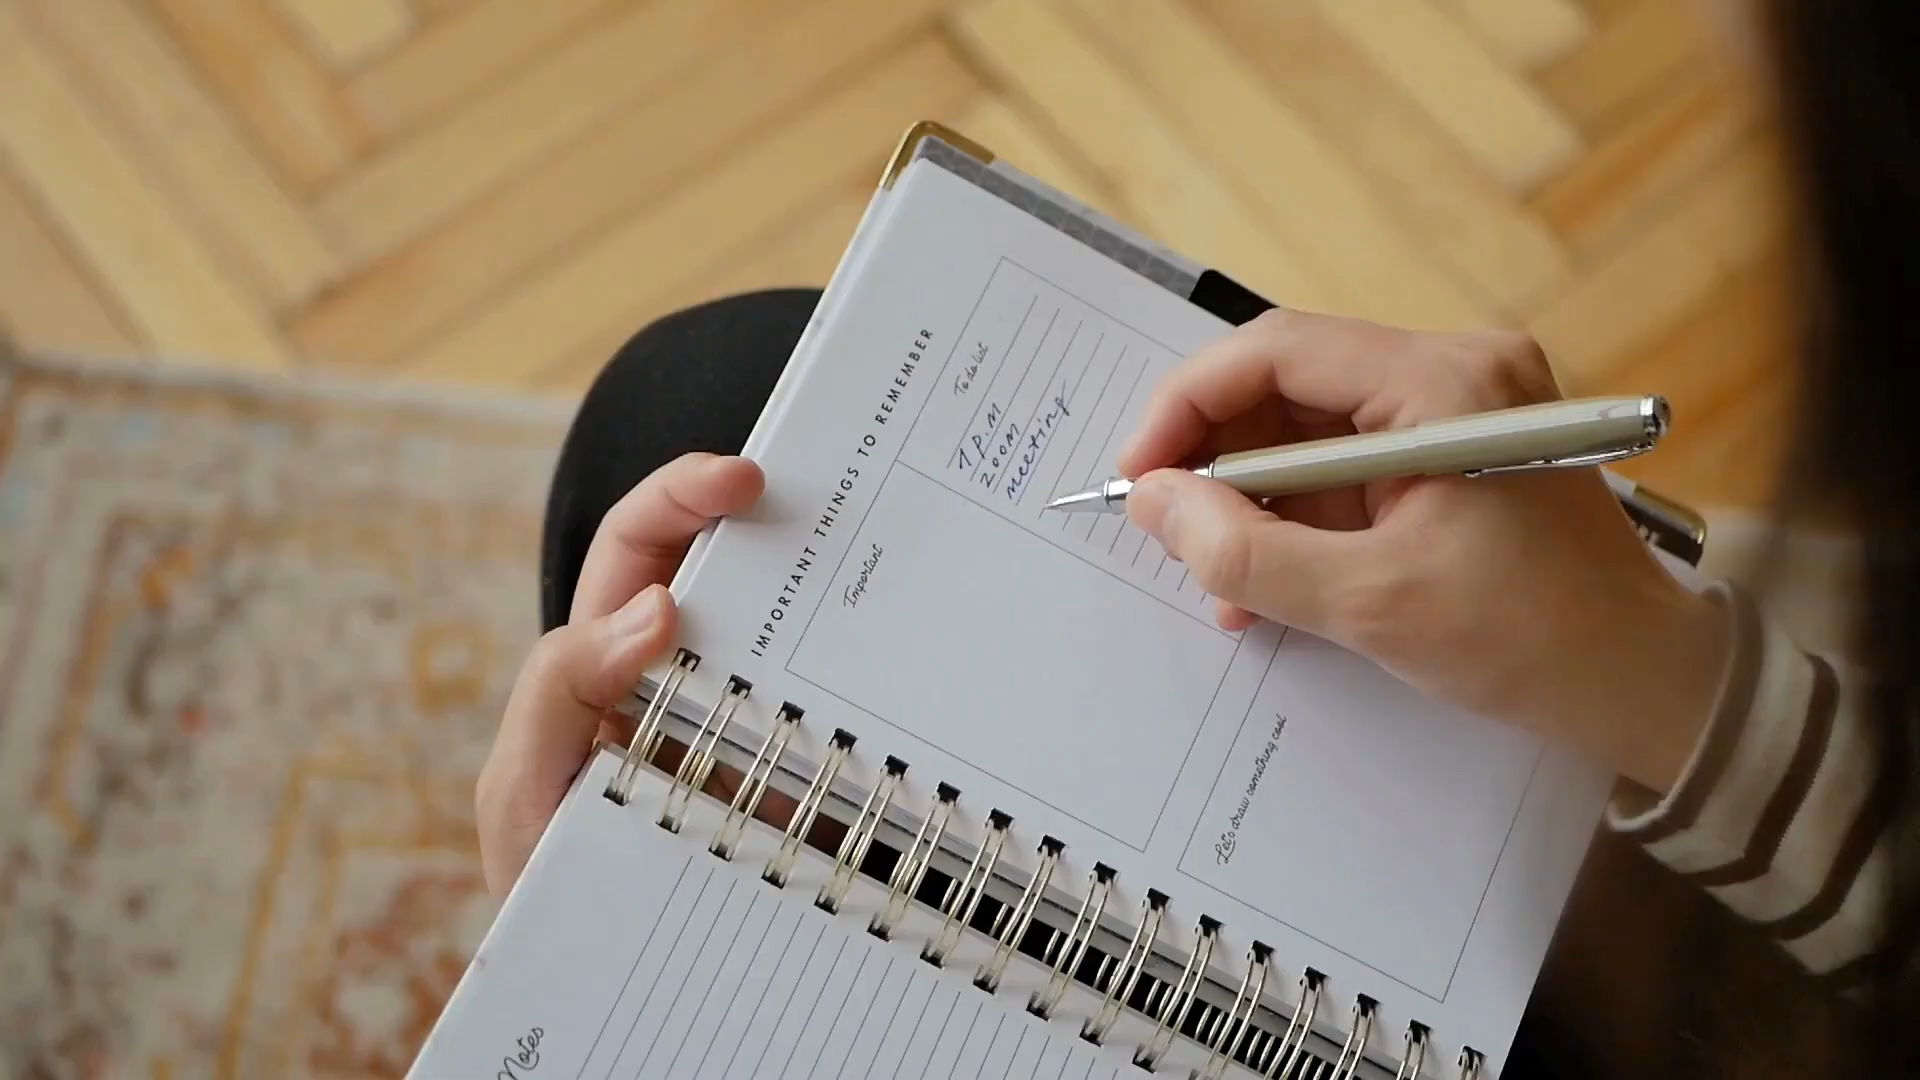 IMPORTANT THINGS TO REMEMBER
To do list
1 P.M
ZOOM
meeting
Important
Let's draw something cool
Notes